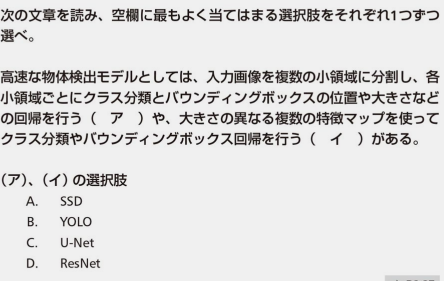 次の文章を読み、空欄に最もよく当てはまる選択肢をそれぞれ1つずつ
選べ。
高速な物体検出モデルとしては、入力画像を複数の小領域に分割し、各
小領域ごとにクラス分類とバウンディングボックスの位置や大きさなど
の回帰を行う（　ア　）や、大きさの異なる複数の特徴マップを使って
クラス分類やバウンディングボックス回帰を行う（　イ　）がある。
(ア)、(イ) の選択肢
A. SSD
B. YOLO
C. U-Net
D. ResNet